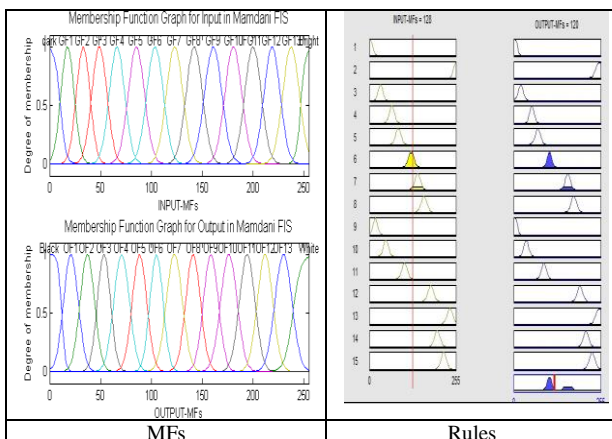 Membership Function Graph for Input in Mamdani FIS
dark GF1 GF2 GF3 GF4 GF5 GF6 GF7 GF8 GF9 GF10 GF11 GF12 GF13 Bright
Degree of membership
1
0.5
0
0 50 100 150 200 250
INPUT-MFs
Membership Function Graph for Output in Mamdani FIS
Black OF1 OF2 OF3 OF4 OF5 OF6 OF7 OF8 OF9 OF10 OF11 OF12 OF13 White
Degree of membership
1
0.5
0
0 50 100 150 200 250
OUTPUT-MFs
MFs
INPUT-MFs = 128 OUTPUT-MFs = 128
1
2
3
4
5
6
7
8
9
10
11
12
13
14
15
0 255
0 255
Rules